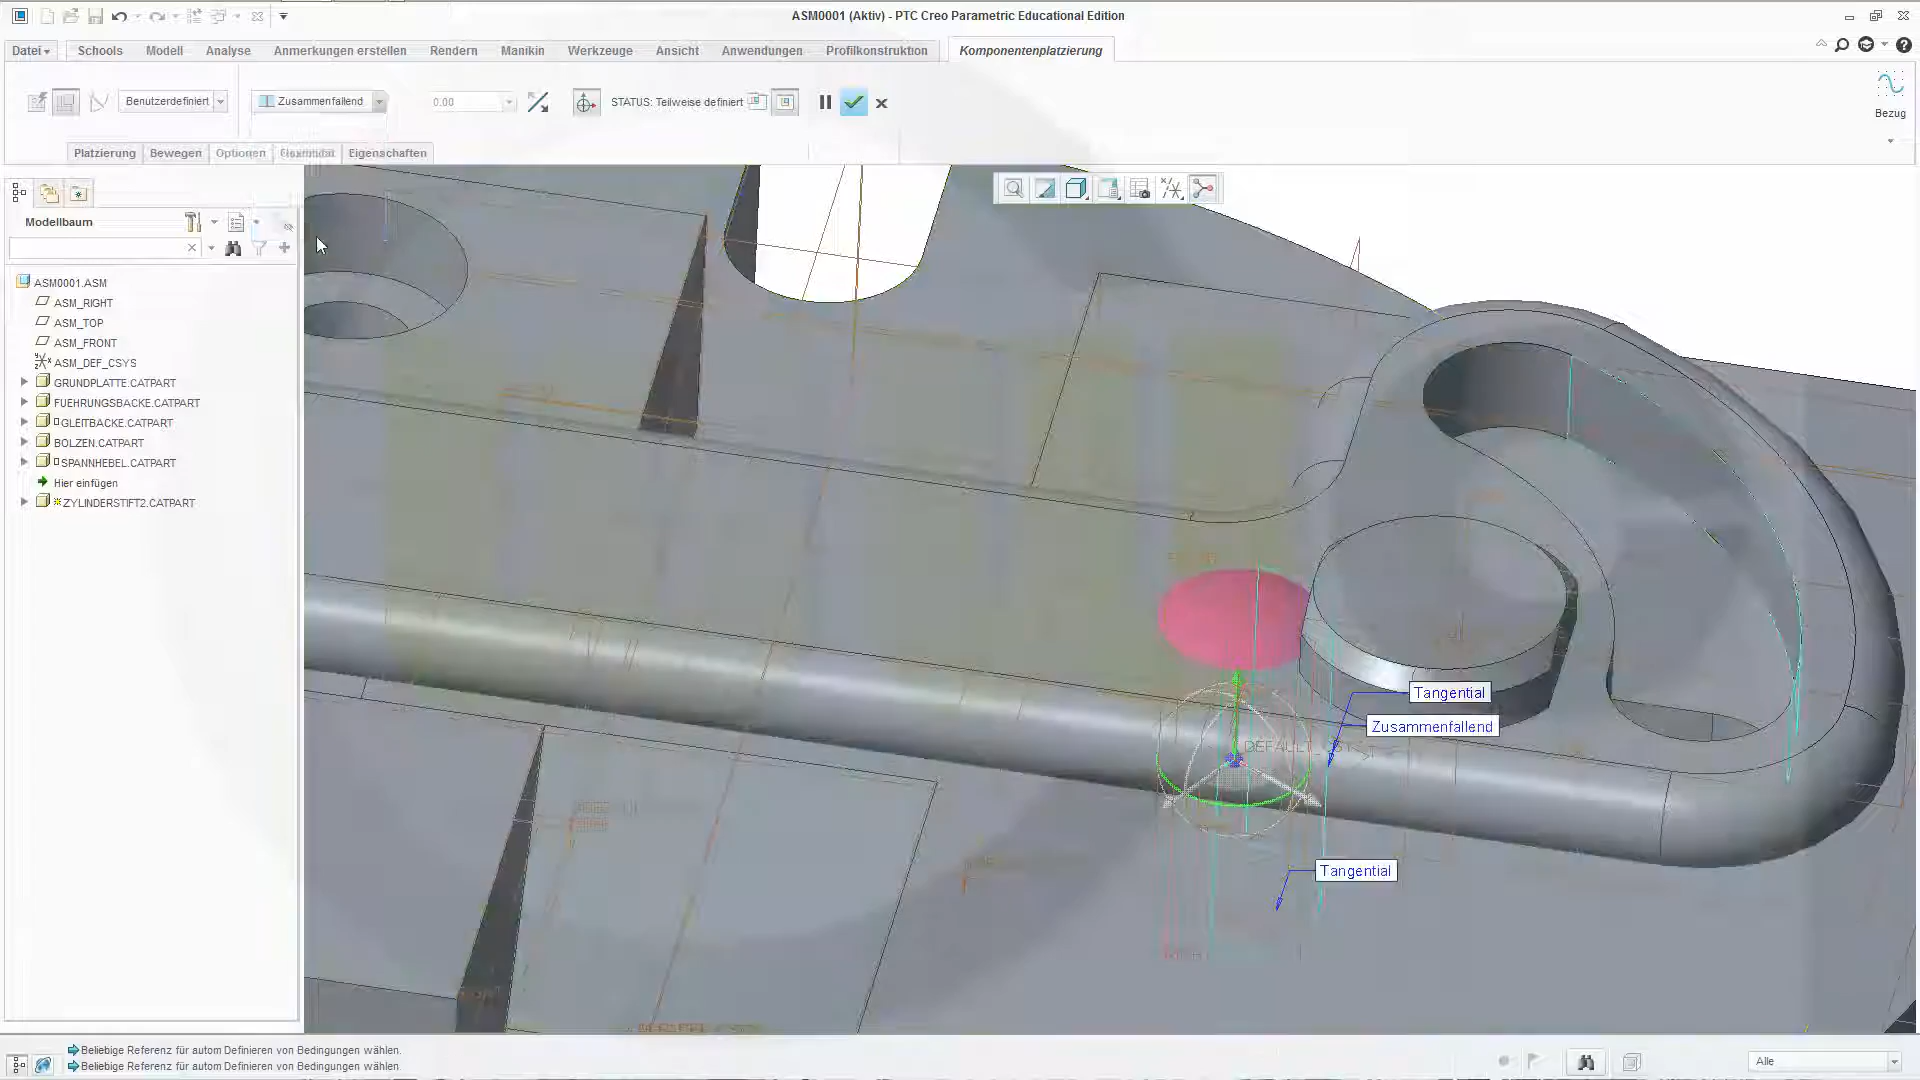 ASM0001 (Aktiv) - PTC Creo Parametric Educational Edition
Datei Schools Modell Analyse Anmerkungen erstellen Rendern Manikin Werkzeuge Ansicht Anwendungen Profilkonstruktion Komponentenplatzierung
Benutzerdefiniert Zusammenfallend 0.00 STATUS: Teilweise definiert
Bezug
Platzierung Bewegen Optionen Eigenschaften
Modellbaum
ASM0001.ASM
ASM_RIGHT
ASM_TOP
ASM_FRONT
ASM_DEF_CSYS
GRUNDPLATTE.CATPART
FUEHRUNGSBACKE.CATPART
GLEITBACKE.CATPART
BOLZEN.CATPART
SPANNHEBEL.CATPART
Hier einfügen
ZYLINDERSTIFT2.CATPART
Tangential
Zusammenfallend
Tangential
Beliebige Referenz für autom Definieren von Bedingungen wählen.
Beliebige Referenz für autom Definieren von Bedingungen wählen.
Alle